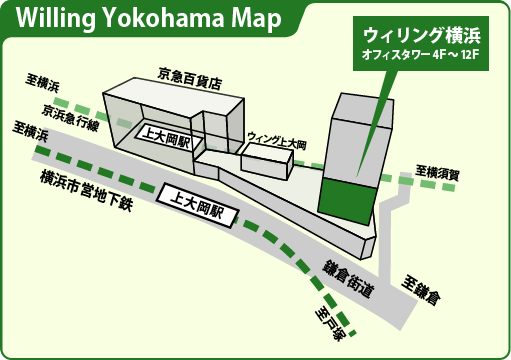 Willing Yokohama Map
ウィリング横浜
オフィスタワー4F〜12F
京急百貨店
至横浜
京浜急行線
上大岡駅
ウィング上大岡
至横浜
至横須賀
横浜市営地下鉄
上大岡駅
鎌倉街道
至鎌倉
至戸塚